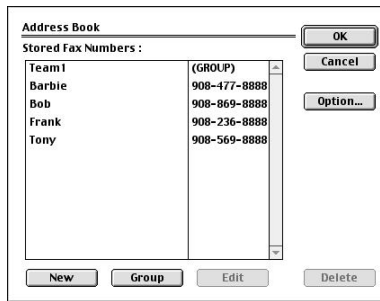 Address Book
OK
Stored Fax Numbers :
Cancel
Team1 (GROUP)
Barbie 908-477-8888
Bob 908-869-8888
Option...
Frank 908-236-8888
Tony 908-569-8888
New Group Edit Delete